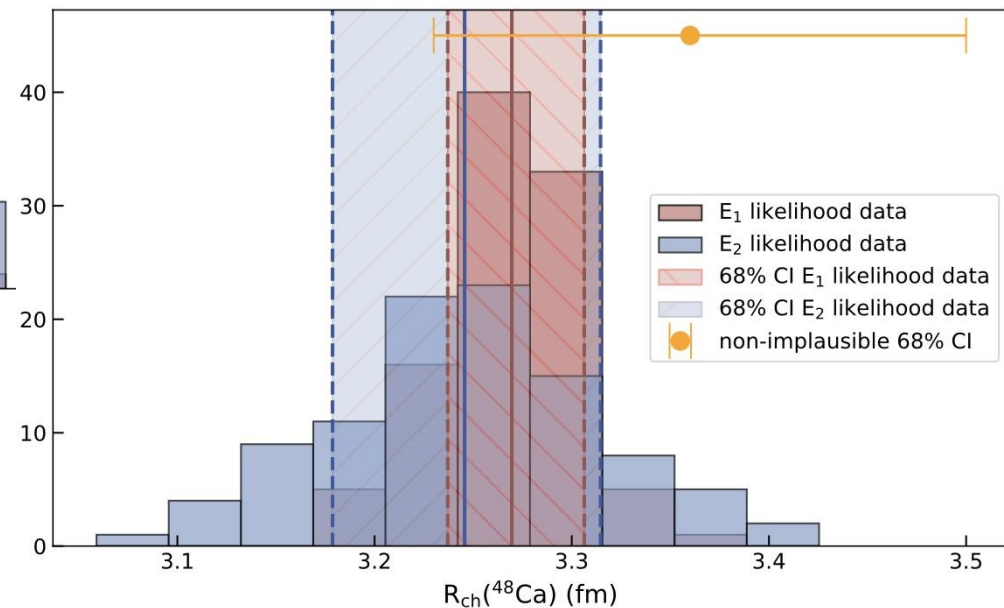 40
30
20
10
0
3.1 3.2 3.3 3.4 3.5
R_ch(⁴⁸Ca) (fm)
E₁ likelihood data
E₂ likelihood data
68% CI E₁ likelihood data
68% CI E₂ likelihood data
non-implausible 68% CI